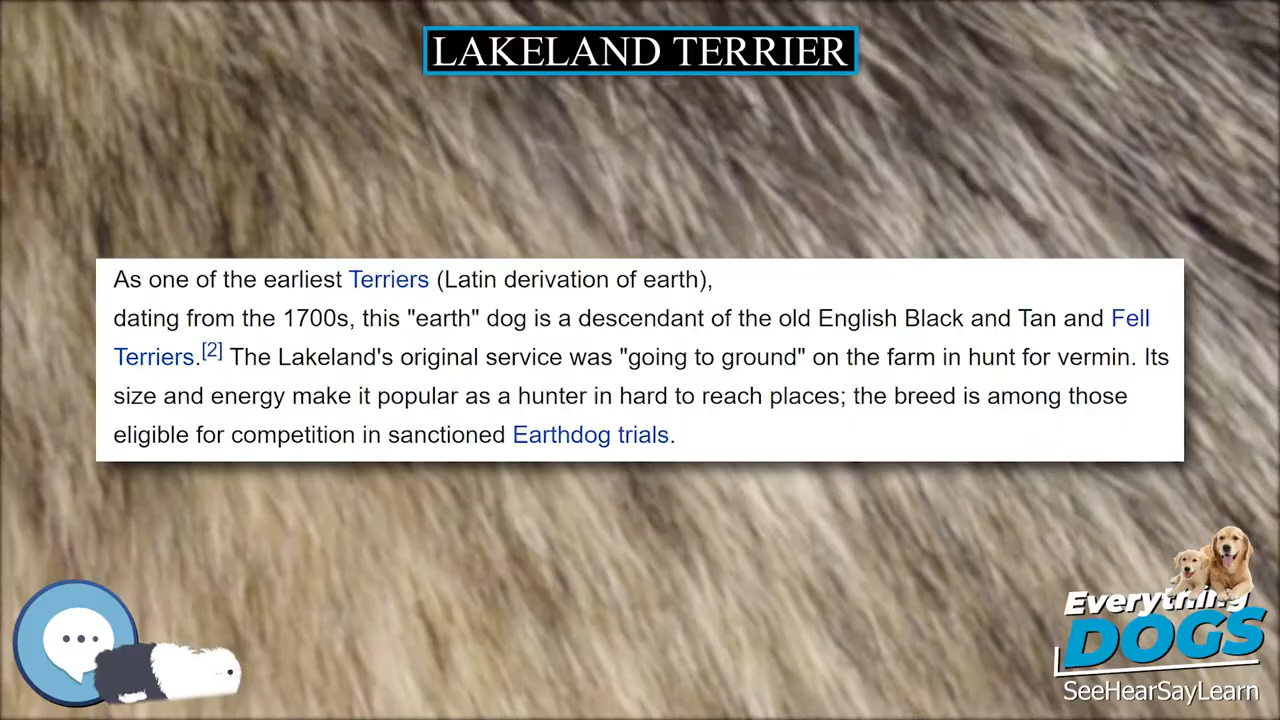 LAKELAND TERRIER
As one of the earliest Terriers (Latin derivation of earth),
dating from the 1700s, this "earth" dog is a descendant of the old English Black and Tan and Fell
Terriers.[2] The Lakeland's original service was "going to ground" on the farm in hunt for vermin. Its
size and energy make it popular as a hunter in hard to reach places; the breed is among those
eligible for competition in sanctioned Earthdog trials.
Everything
DOGS
SeeHearSayLearn